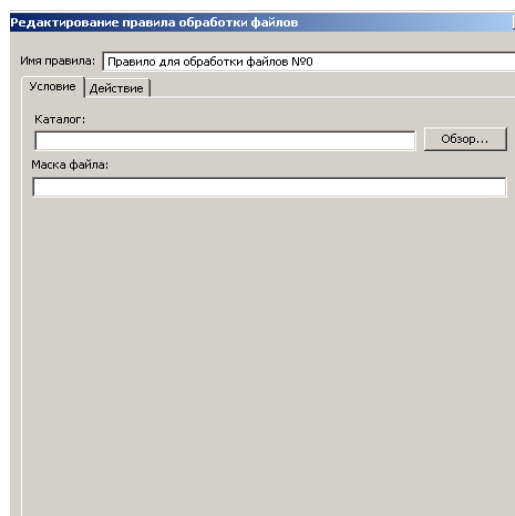 Редактирование правила обработки файлов
Имя правила: Правило для обработки файлов №0
Условие Действие
Каталог:
Обзор...
Маска файла: